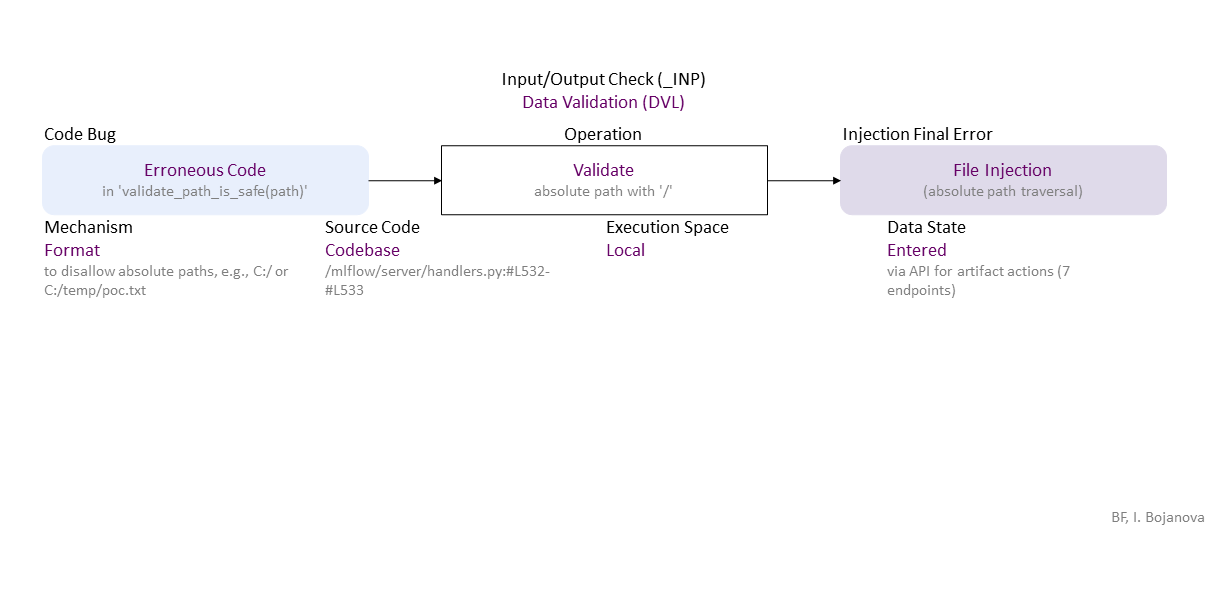 Input/Output Check (_INP)
Data Validation (DVL)
Code Bug
Operation
Injection Final Error
Erroneous Code
in 'validate_path_is_safe(path)'
Validate
absolute path with '/'
File Injection
(absolute path traversal)
Mechanism
Format
to disallow absolute paths, e.g., C:/ or
C:/temp/poc.txt
Source Code
Codebase
/mlflow/server/handlers.py:#L532-
#L533
Execution Space
Local
Data State
Entered
via API for artifact actions (7
endpoints)
BF, I. Bojanova